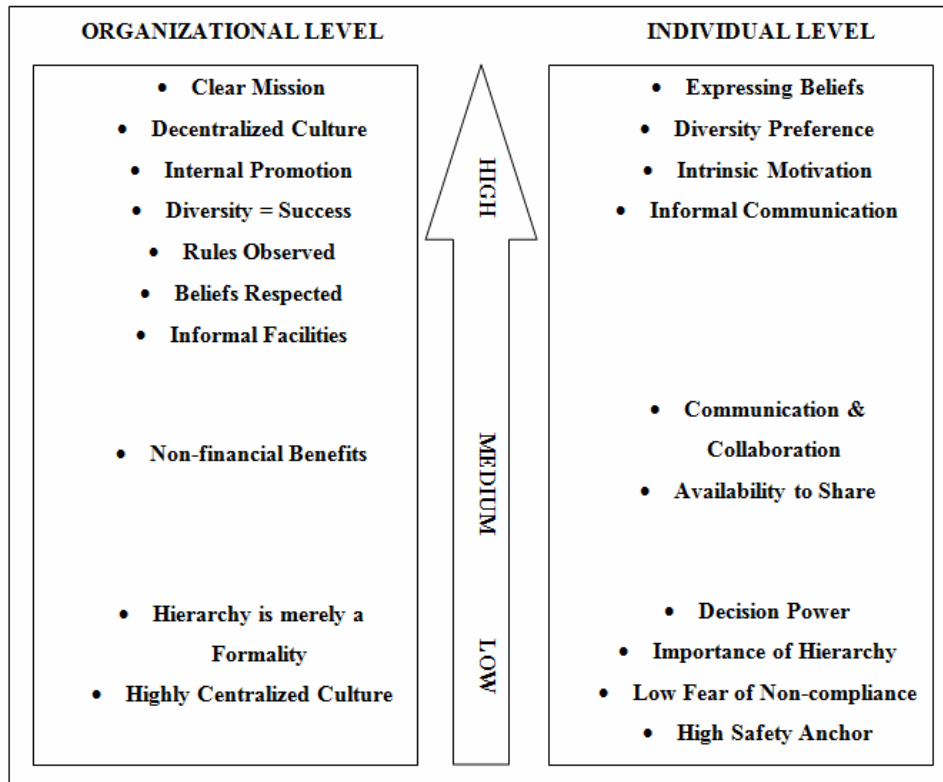 ORGANIZATIONAL LEVEL
• Clear Mission
• Decentralized Culture
• Internal Promotion
• Diversity = Success
• Rules Observed
• Beliefs Respected
• Informal Facilities
• Non-financial Benefits
• Hierarchy is merely a
Formality
• Highly Centralized Culture
HIGH
MEDIUM
LOW
INDIVIDUAL LEVEL
• Expressing Beliefs
• Diversity Preference
• Intrinsic Motivation
• Informal Communication
• Communication &
Collaboration
• Availability to Share
• Decision Power
• Importance of Hierarchy
• Low Fear of Non-compliance
• High Safety Anchor